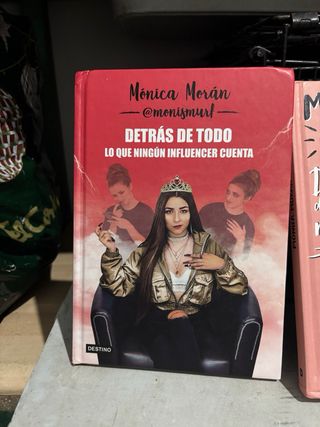 Mónica Morán
@monismurf
DETRÁS DE TODO
LO QUE NINGÚN INFLUENCER CUENTA
DESTINO